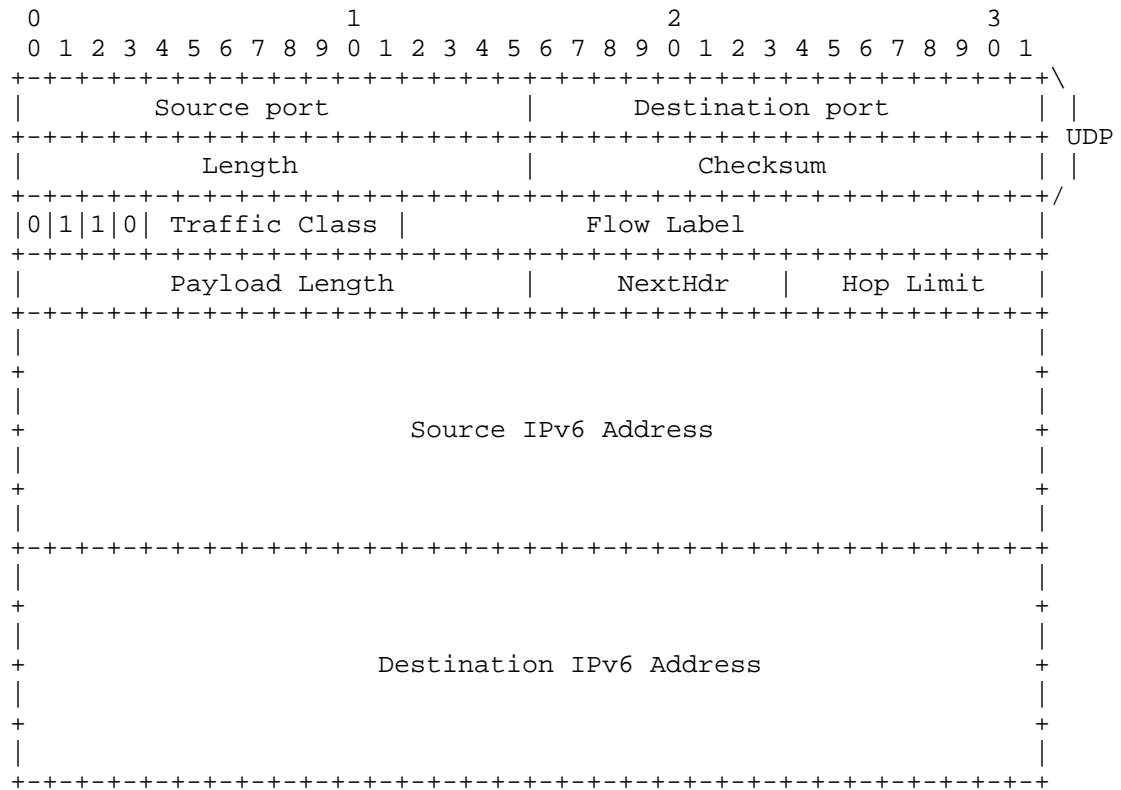 0                   1                   2                   3
 0 1 2 3 4 5 6 7 8 9 0 1 2 3 4 5 6 7 8 9 0 1 2 3 4 5 6 7 8 9 0 1
+-+-+-+-+-+-+-+-+-+-+-+-+-+-+-+-+-+-+-+-+-+-+-+-+-+-+-+-+-+-+-+-+\
|        Source port            |      Destination port         | |
+-+-+-+-+-+-+-+-+-+-+-+-+-+-+-+-+-+-+-+-+-+-+-+-+-+-+-+-+-+-+-+-+ UDP
|           Length              |          Checksum             | |
+-+-+-+-+-+-+-+-+-+-+-+-+-+-+-+-+-+-+-+-+-+-+-+-+-+-+-+-+-+-+-+-+/
|0|1|1|0| Traffic Class |           Flow Label                  |
+-+-+-+-+-+-+-+-+-+-+-+-+-+-+-+-+-+-+-+-+-+-+-+-+-+-+-+-+-+-+-+-+
|         Payload Length        |     NextHdr   |   Hop Limit   |
+-+-+-+-+-+-+-+-+-+-+-+-+-+-+-+-+-+-+-+-+-+-+-+-+-+-+-+-+-+-+-+-+
|                                                               |
+                                                               +
|                                                               |
+                        Source IPv6 Address                    +
|                                                               |
+                                                               +
|                                                               |
+-+-+-+-+-+-+-+-+-+-+-+-+-+-+-+-+-+-+-+-+-+-+-+-+-+-+-+-+-+-+-+-+
|                                                               |
+                                                               +
|                                                               |
+                      Destination IPv6 Address                 +
|                                                               |
+                                                               +
|                                                               |
+-+-+-+-+-+-+-+-+-+-+-+-+-+-+-+-+-+-+-+-+-+-+-+-+-+-+-+-+-+-+-+-+